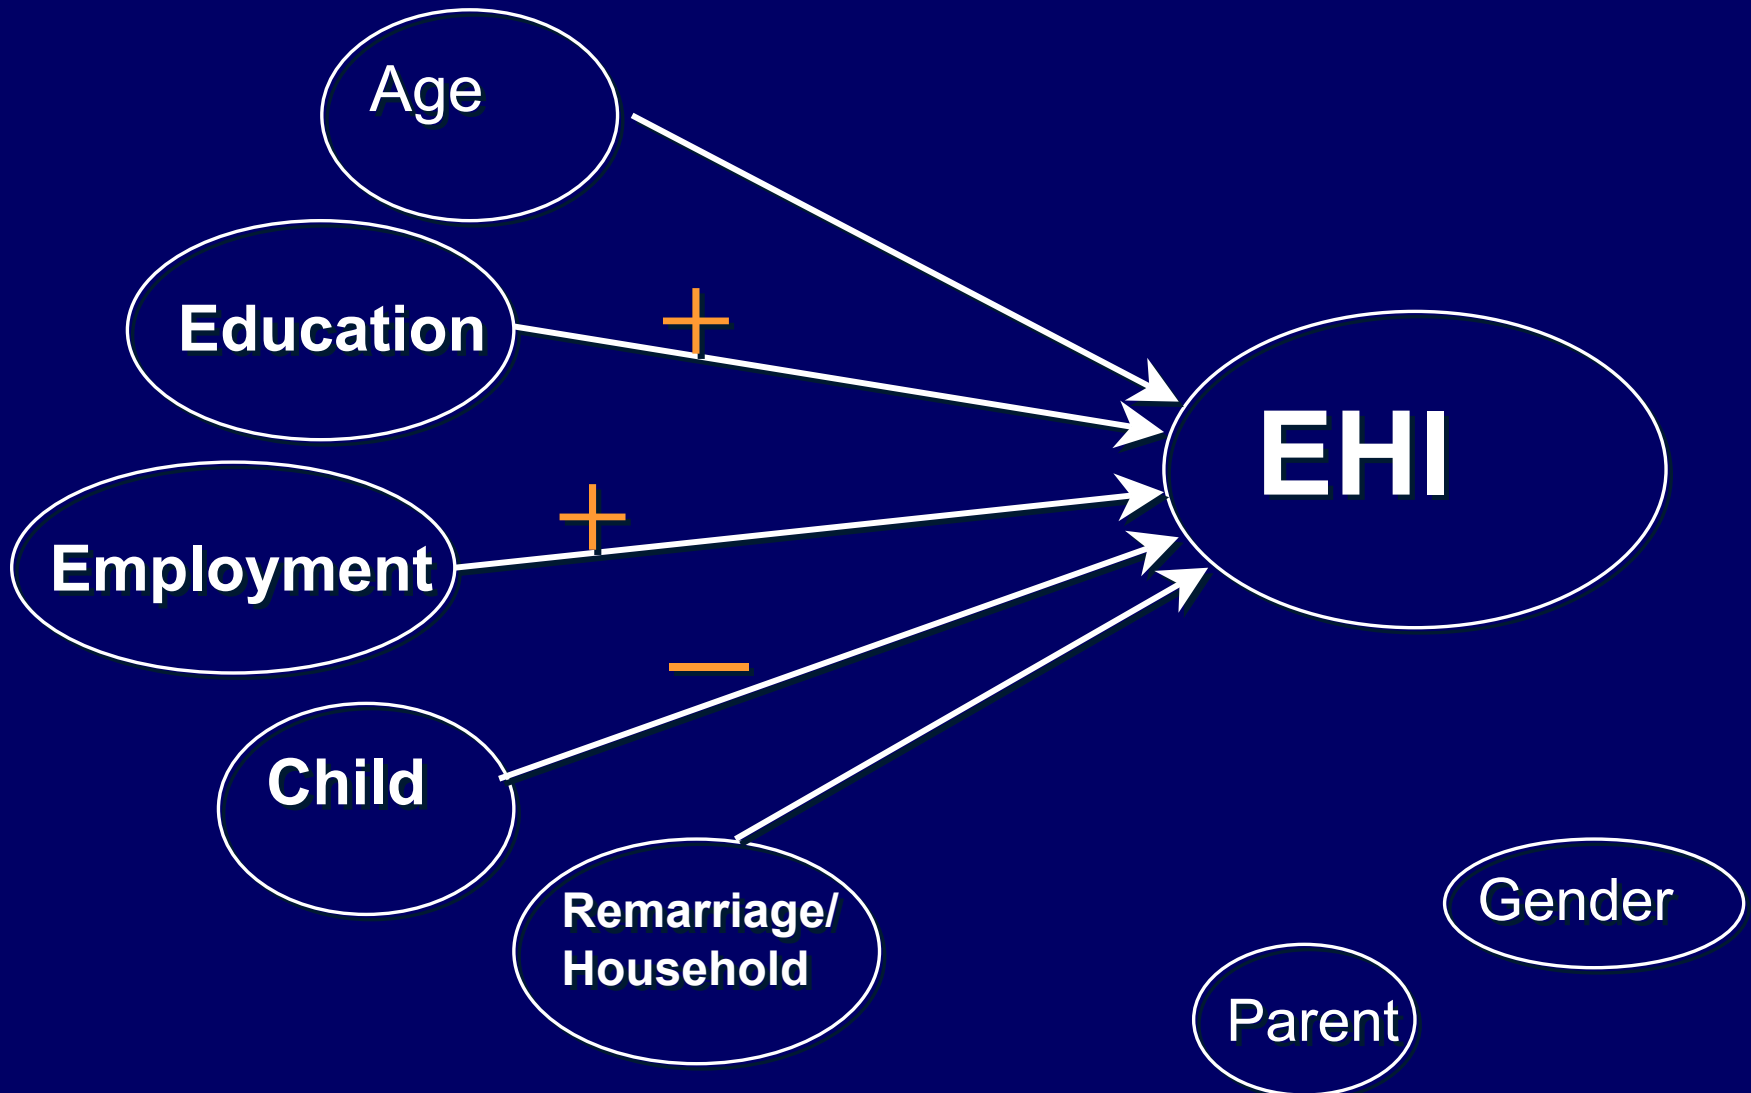 Age
Education
+
EHI
+
Employment
–
Child
Remarriage/
Household
Gender
Parent